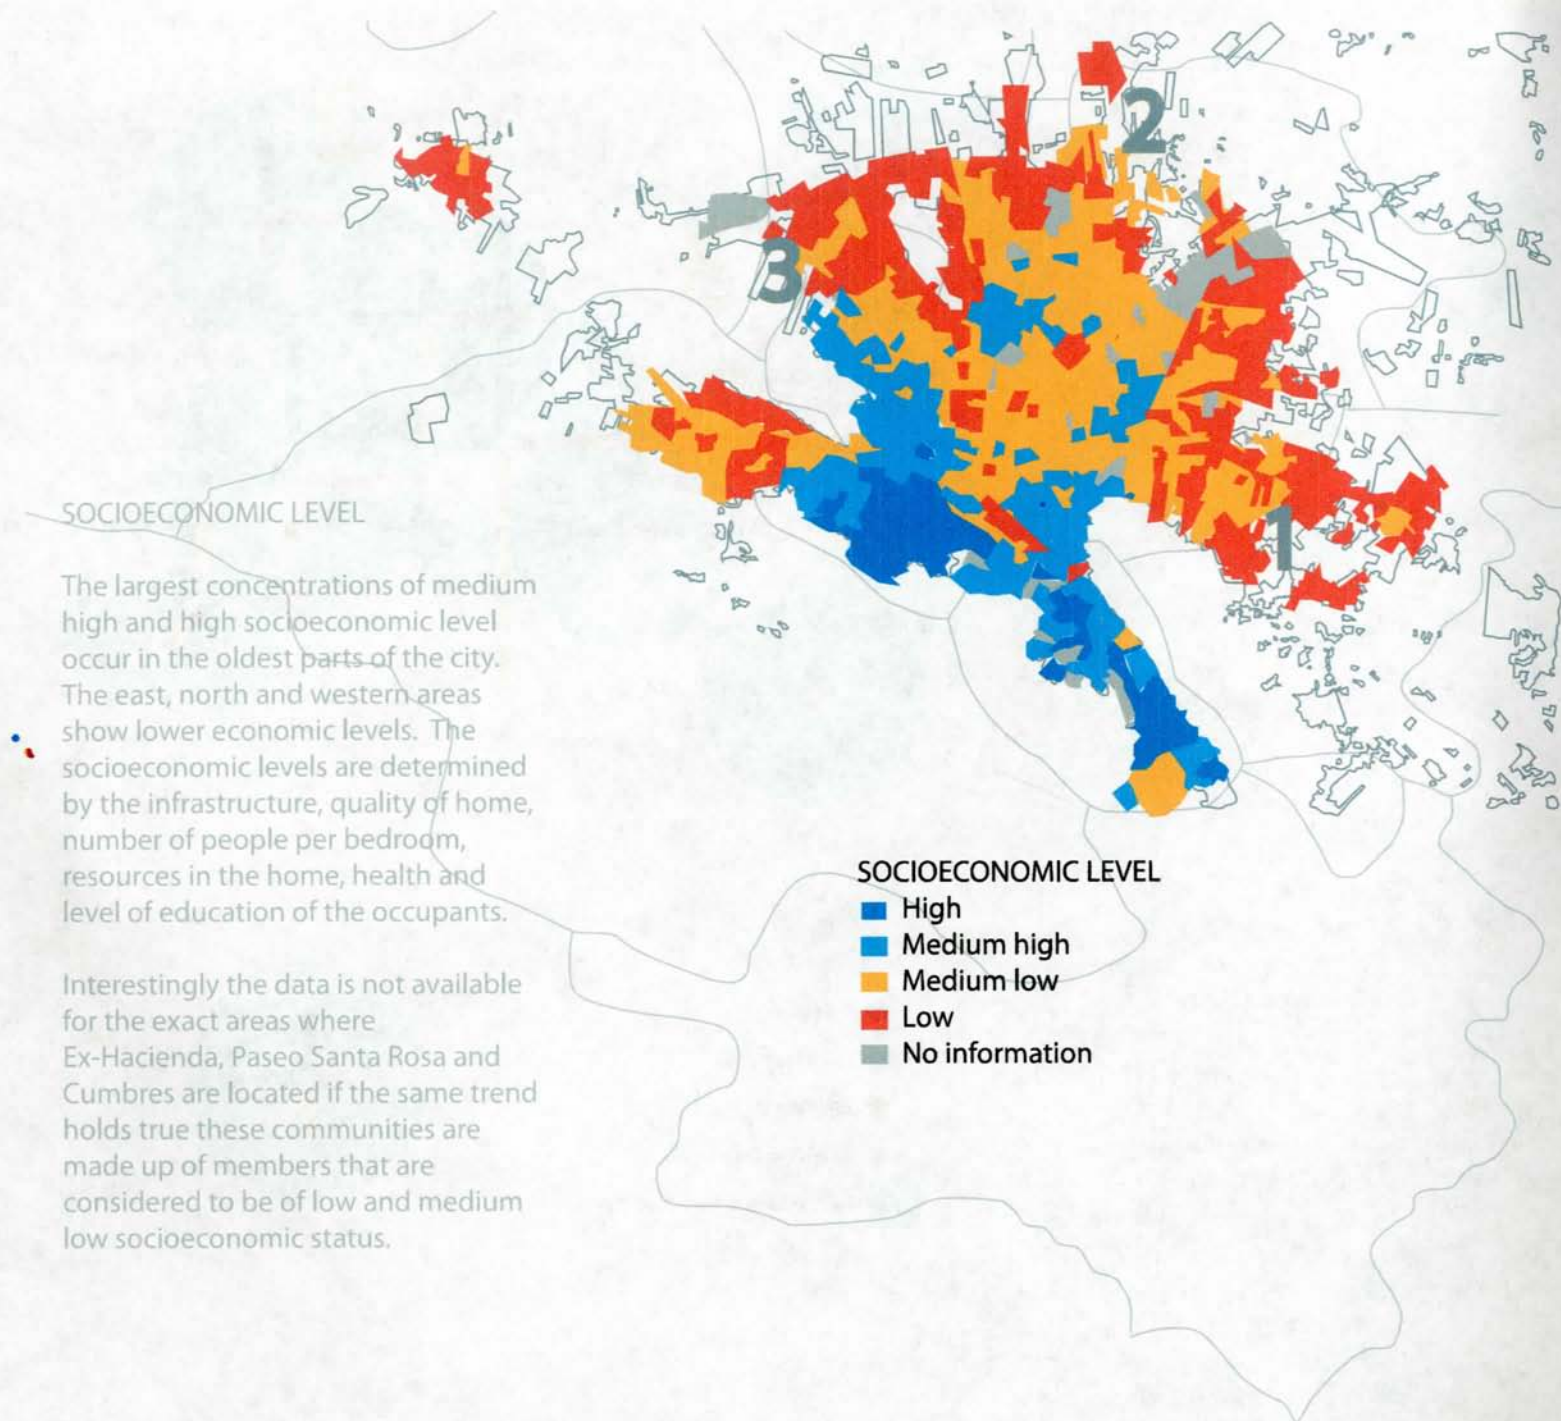 2
3
1
SOCIOECONOMIC LEVEL
The largest concentrations of medium
high and high socioeconomic level
occur in the oldest parts of the city.
The east, north and western areas
show lower economic levels. The
socioeconomic levels are determined
by the infrastructure, quality of home,
number of people per bedroom,
resources in the home, health and
level of education of the occupants.
Interestingly the data is not available
for the exact areas where
Ex-Hacienda, Paseo Santa Rosa and
Cumbres are located if the same trend
holds true these communities are
made up of members that are
considered to be of low and medium
low socioeconomic status.
SOCIOECONOMIC LEVEL
High
Medium high
Medium low
Low
No information